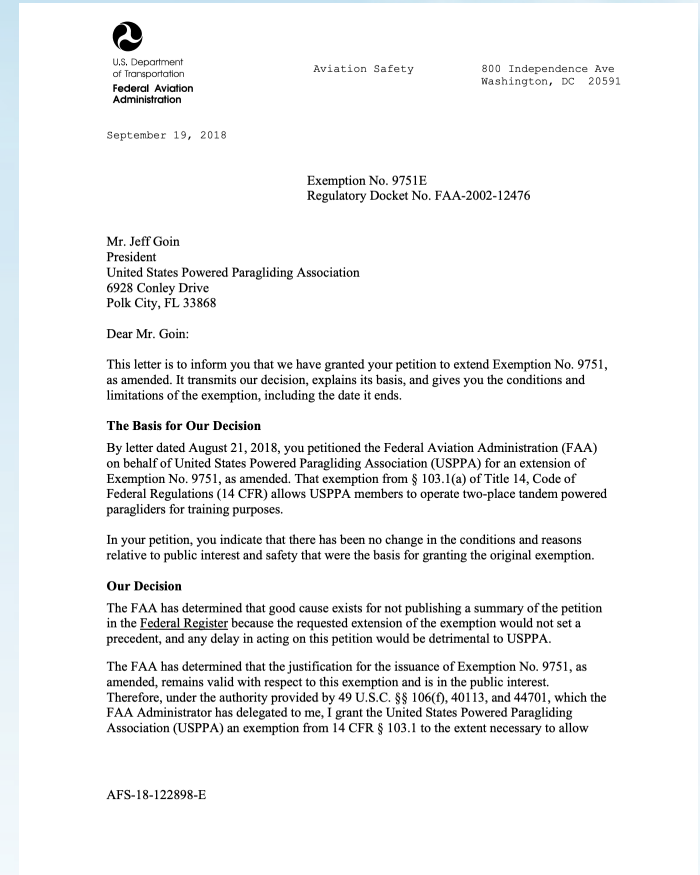 U.S. Department
of Transportation
Federal Aviation
Administration
Aviation Safety
800 Independence Ave
Washington, DC 20591
September 19, 2018
Exemption No. 9751E
Regulatory Docket No. FAA-2002-12476
Mr. Jeff Goin
President
United States Powered Paragliding Association
6928 Conley Drive
Polk City, FL 33868
Dear Mr. Goin:
This letter is to inform you that we have granted your petition to extend Exemption No. 9751,
as amended. It transmits our decision, explains its basis, and gives you the conditions and
limitations of the exemption, including the date it ends.
The Basis for Our Decision
By letter dated August 21, 2018, you petitioned the Federal Aviation Administration (FAA)
on behalf of United States Powered Paragliding Association (USPPA) for an extension of
Exemption No. 9751, as amended. That exemption from § 103.1(a) of Title 14, Code of
Federal Regulations (14 CFR) allows USPPA members to operate two-place tandem powered
paragliders for training purposes.
In your petition, you indicate that there has been no change in the conditions and reasons
relative to public interest and safety that were the basis for granting the original exemption.
Our Decision
The FAA has determined that good cause exists for not publishing a summary of the petition
in the Federal Register because the requested extension of the exemption would not set a
precedent, and any delay in acting on this petition would be detrimental to USPPA.
The FAA has determined that the justification for the issuance of Exemption No. 9751, as
amended, remains valid with respect to this exemption and is in the public interest.
Therefore, under the authority provided by 49 U.S.C. §§ 106(f), 40113, and 44701, which the
FAA Administrator has delegated to me, I grant the United States Powered Paragliding
Association (USPPA) an exemption from 14 CFR § 103.1 to the extent necessary to allow
AFS-18-122898-E